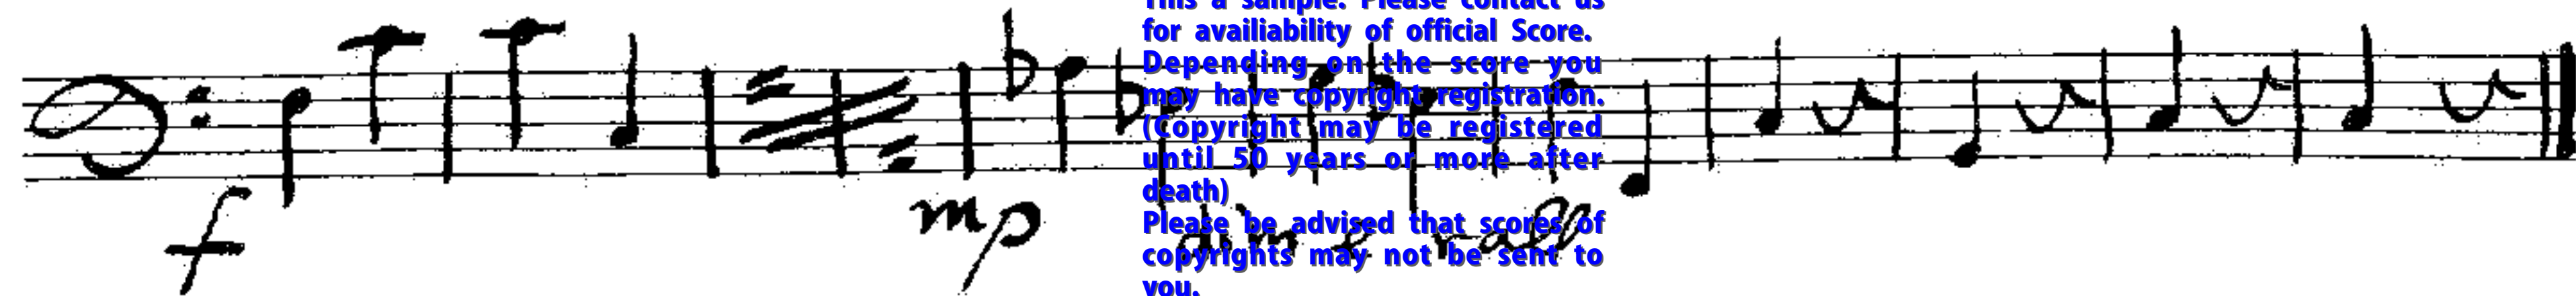 This a sample. Please contact us
for availiability of official Score.
Depending on the score you
may have copyright registration.
(Copyright may be registered
until 50 years or more after
death)
Please be advised that scores of
copyrights may not be sent to
you.
f
mp
dim e rall